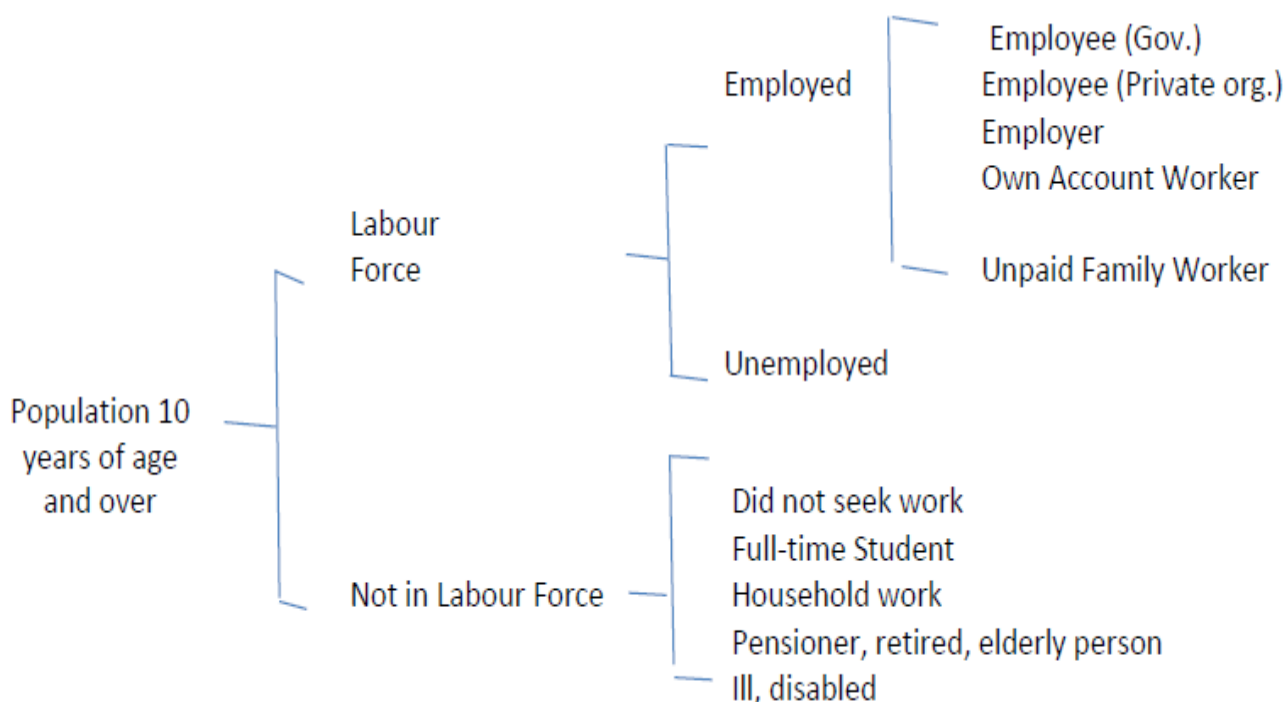 Employee (Gov.)
Employed
Employee (Private org.)
Employer
Own Account Worker
Labour
Force
Unpaid Family Worker
Unemployed
Population 10
years of age
and over
Did not seek work
Full-time Student
Not in Labour Force
Household work
Pensioner, retired, elderly person
Ill, disabled